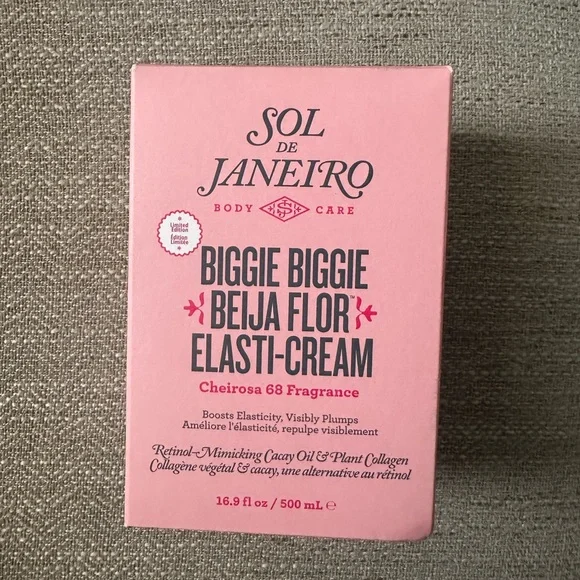 SOL
DE
JANEIRO
BODY CARE
Limited
Edition
Édition
Limitée
BIGGIE BIGGIE
BEIJA FLOR™
ELASTI-CREAM
Cheirosa 68 Fragrance
Boosts Elasticity, Visibly Plumps
Améliore l'élasticité, repulpe visiblement
Retinol-Mimicking Cacay Oil & Plant Collagen
Collagène végétal & cacay, une alternative au rétinol
16.9 fl oz / 500 mL ℮